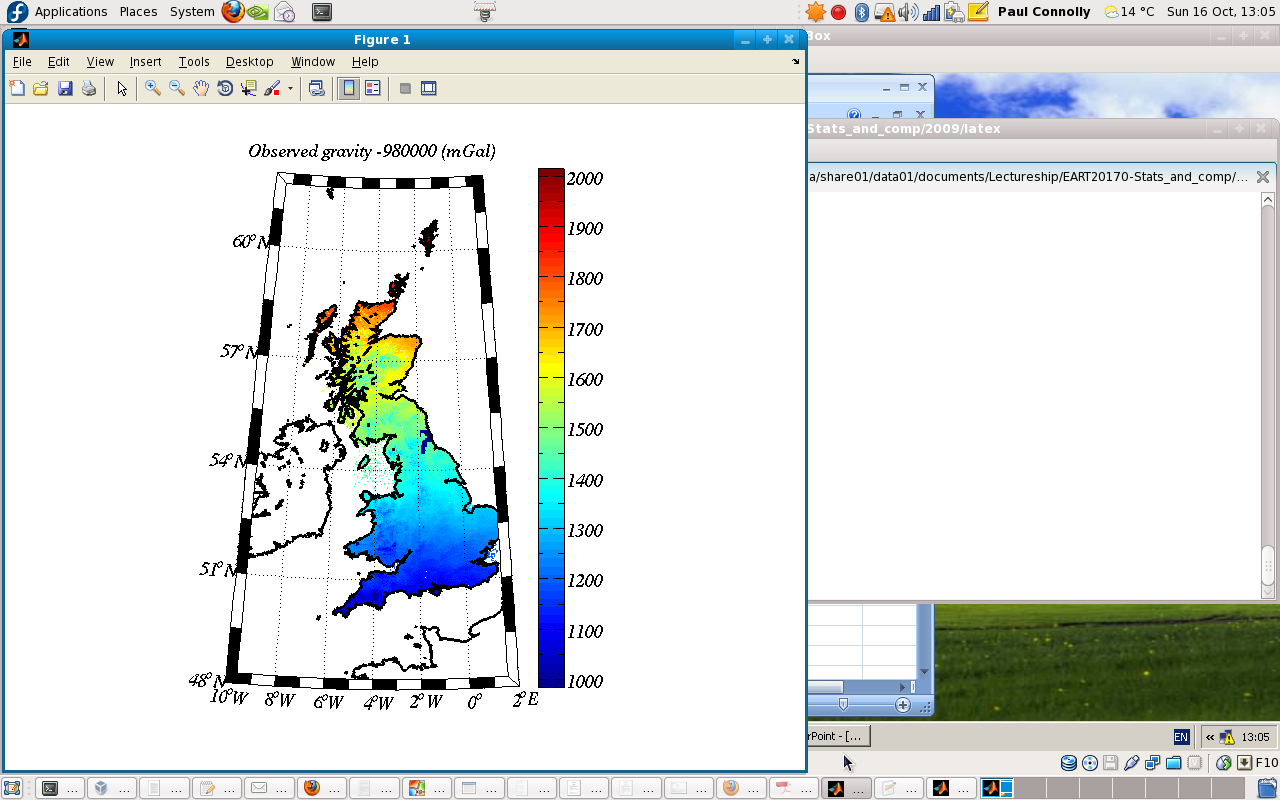 Applications Places System Paul Connolly 14 °C Sun 16 Oct, 13:05
Figure 1
Box
File Edit View Insert Tools Desktop Window Help
Stats_and_comp/2009/latex
a/share01/data01/documents/Lectureship/EART20170-Stats_and_comp/...
Observed gravity -980000 (mGal)
60°N
57°N
54°N
51°N
48°N
10°W 8°W 6°W 4°W 2°W 0° 2°E
2000
1900
1800
1700
1600
1500
1400
1300
1200
1100
1000
rPoint - [... EN « 13:05
F10
... ... ... ... ... ... ... ... ... ... ... ... ... ... ... ... ... ... ...